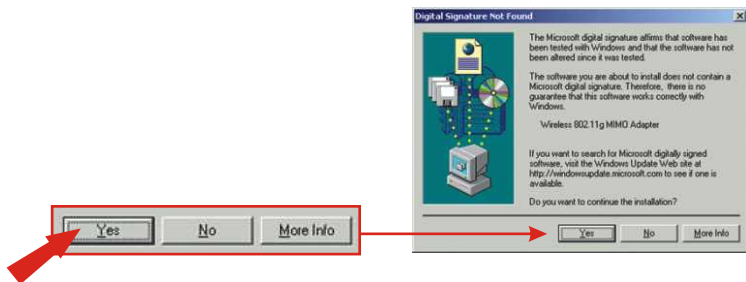 Digital Signature Not Found
The Microsoft digital signature affirms that software has
been tested with Windows and that the software has not
been altered since it was tested.
The software you are about to install does not contain a
Microsoft digital signature. Therefore, there is no
guarantee that this software works correctly with
Windows.
Wireless 802.11g MIMO Adapter
If you want to search for Microsoft digitally signed
software, visit the Windows Update Web site at
http://windowsupdate.microsoft.com to see if one is
available.
Do you want to continue the installation?
Yes No More Info
Yes No More Info